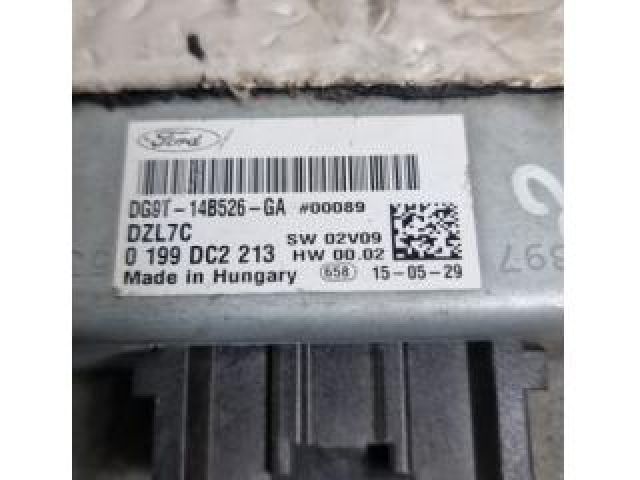 Ford
DG9T-14B526-GA #00089
DZL7C SW 02V09
0 199 DC2 213 HW 00.02
Made in Hungary 658 15-05-29
397